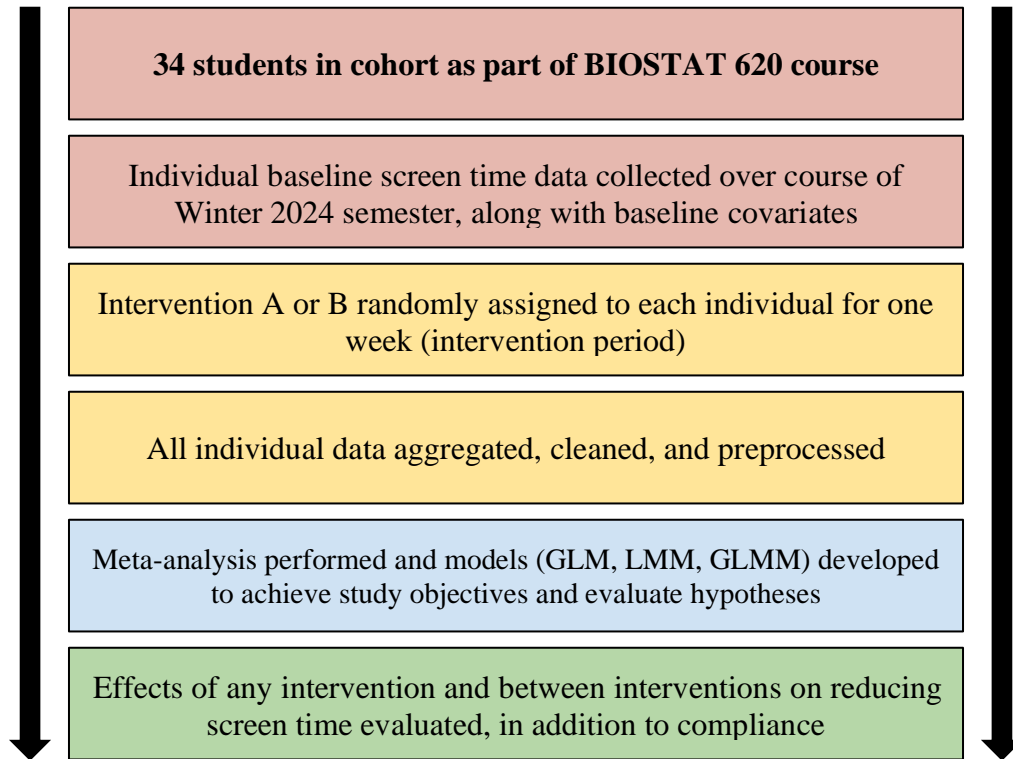 34 students in cohort as part of BIOSTAT 620 course
Individual baseline screen time data collected over course of
Winter 2024 semester, along with baseline covariates
Intervention A or B randomly assigned to each individual for one
week (intervention period)
All individual data aggregated, cleaned, and preprocessed
Meta-analysis performed and models (GLM, LMM, GLMM) developed
to achieve study objectives and evaluate hypotheses
Effects of any intervention and between interventions on reducing
screen time evaluated, in addition to compliance